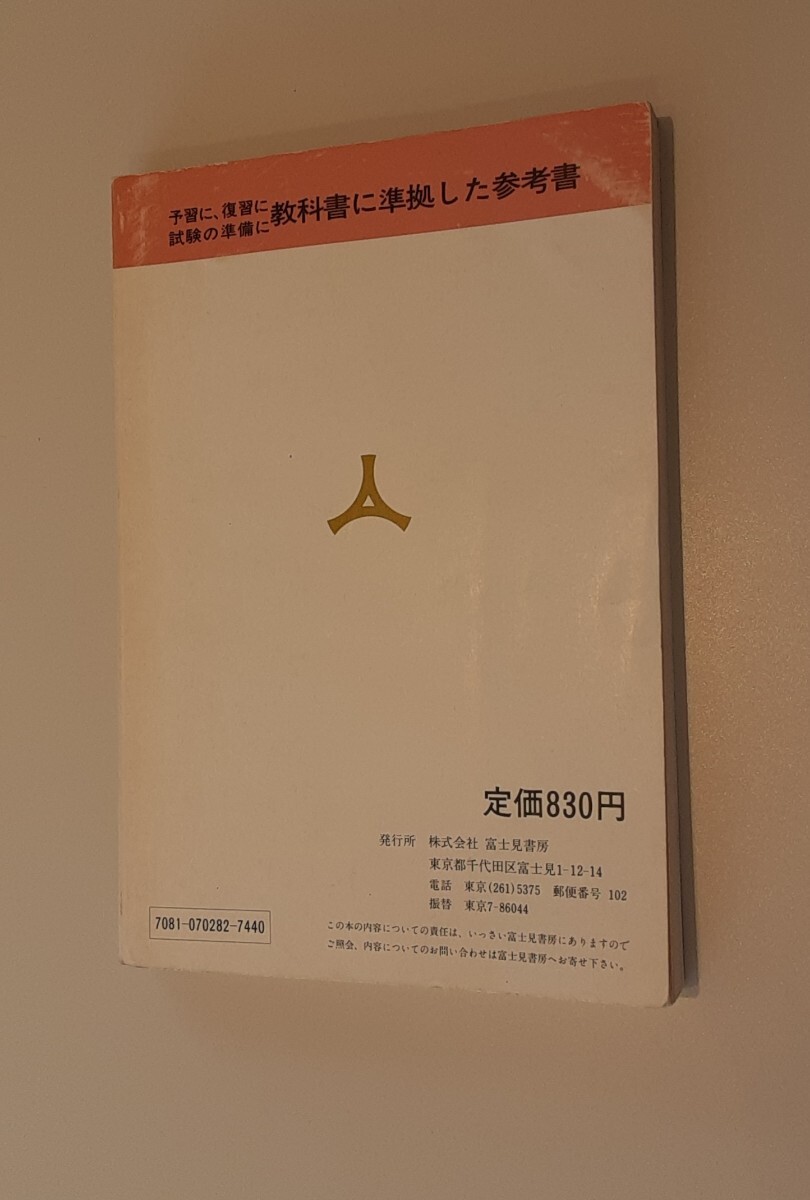 予習に、復習に
試験の準備に
教科書に準拠した参考書
定価830円
発行所 株式会社 富士見書房
東京都千代田区富士見1-12-14
電話 東京(261)5375 郵便番号 102
振替 東京7-86044
7081-070282-7440
この本の内容についての責任は、いっさい富士見書房にありますので
ご照会、内容についてのお問い合わせは富士見書房へお寄せ下さい。